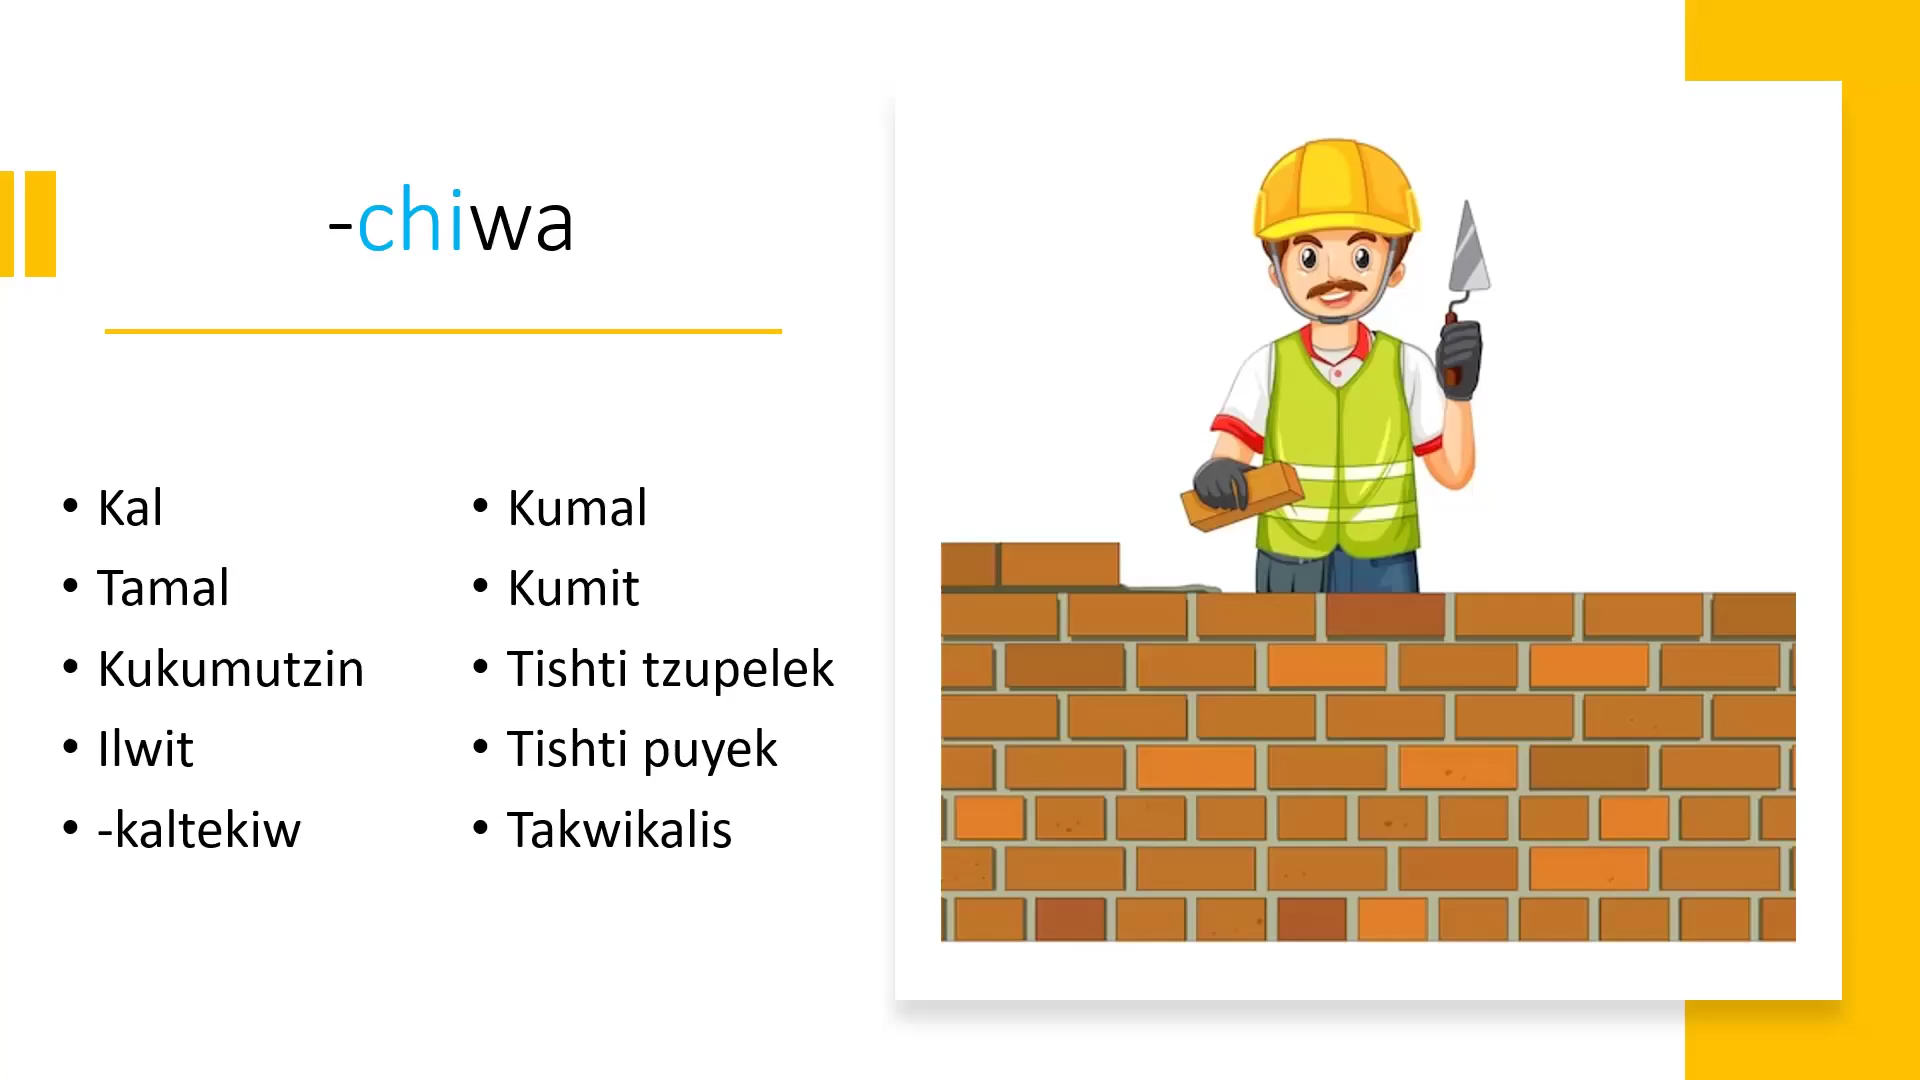 -chiwa
• Kal
• Tamal
• Kukumutzin
• Ilwit
• -kaltekiw
• Kumal
• Kumit
• Tishti tzupelek
• Tishti puyek
• Takwikalis